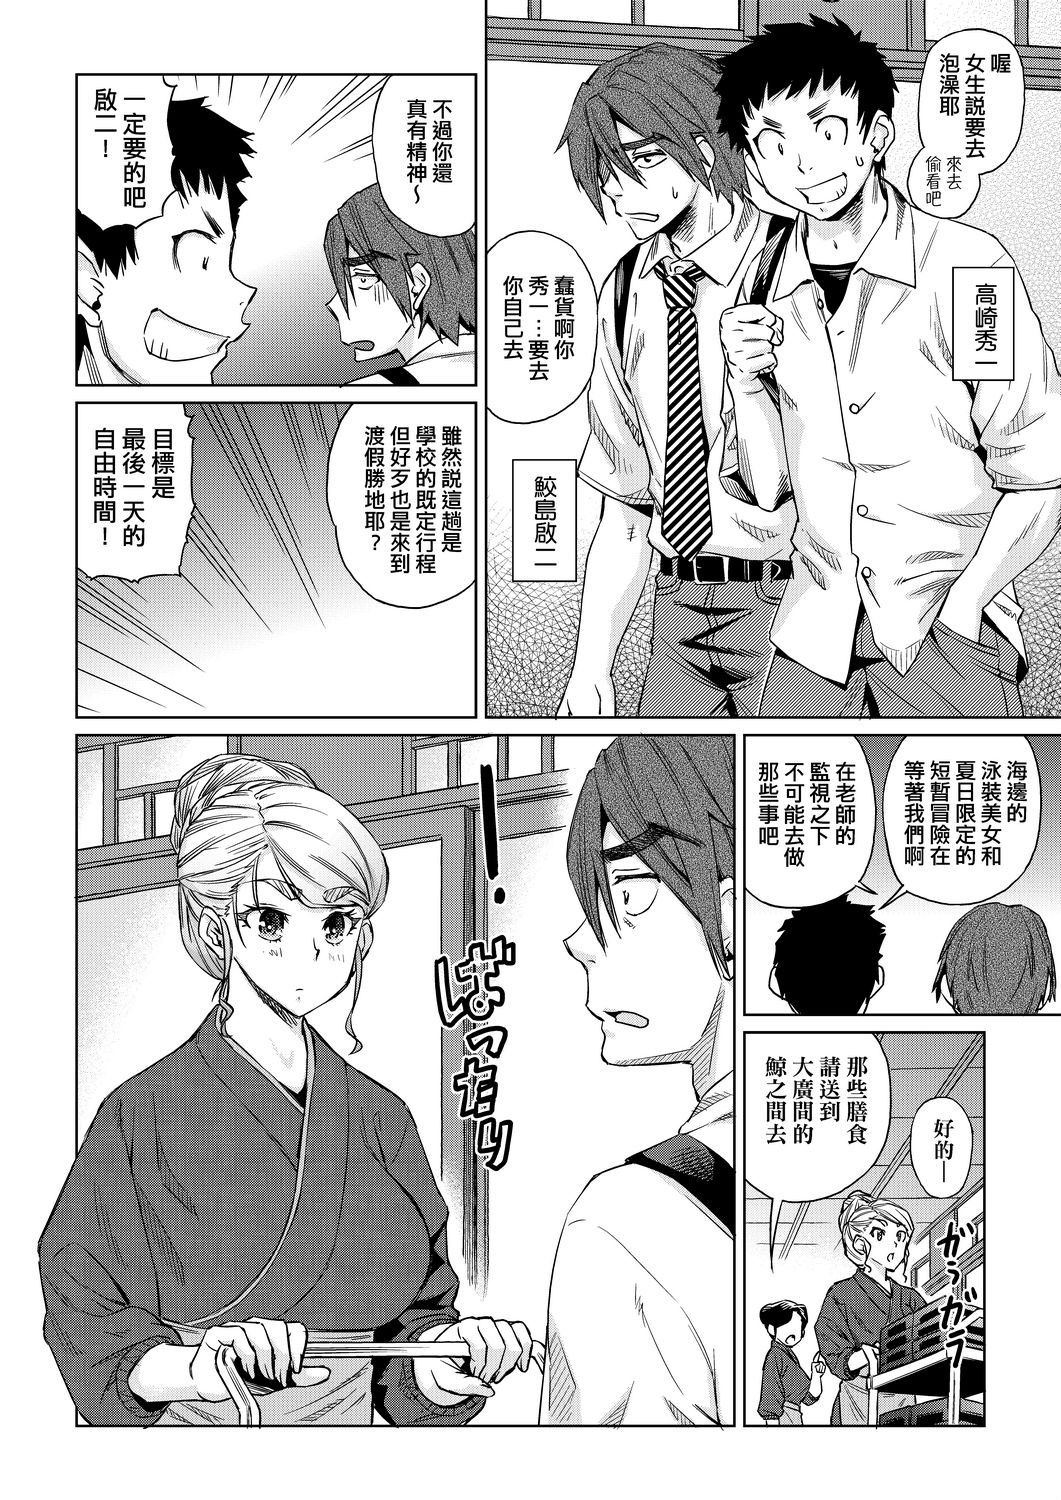 喔
女生說要去
泡澡耶
來去
偷看吧
高崎秀一
蠢貨啊你
秀一…要去
你自己去
鮫島啟二
不過你還
真有精神～
一定要的吧
啟二！
雖然說這趟是
學校的既定行程
但好歹也是來到
渡假勝地耶？
目標是
最後一天的
自由時間！
海邊的
泳裝美女和
夏日限定的
短暫冒險在
等著我們啊
在老師的
監視之下
不可能去做
那些事吧
好的—
那些膳食
請送到
大廣間的
鯨之間去
ガラガラ
！
ばったり